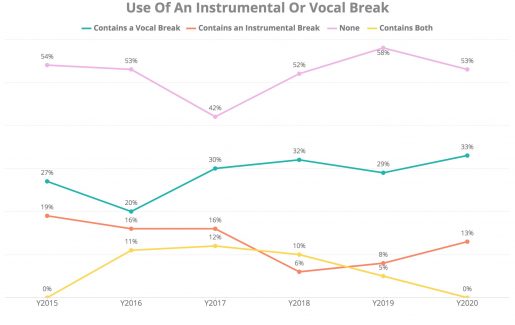 Use Of An Instrumental Or Vocal Break
Contains a Vocal Break Contains an Instrumental Break None Contains Both
54% 53% 42% 52% 58% 53%
27% 20% 30% 32% 29% 33%
19% 16% 16% 6% 8% 13%
0% 11% 12% 10% 5% 0%
Y2015 Y2016 Y2017 Y2018 Y2019 Y2020